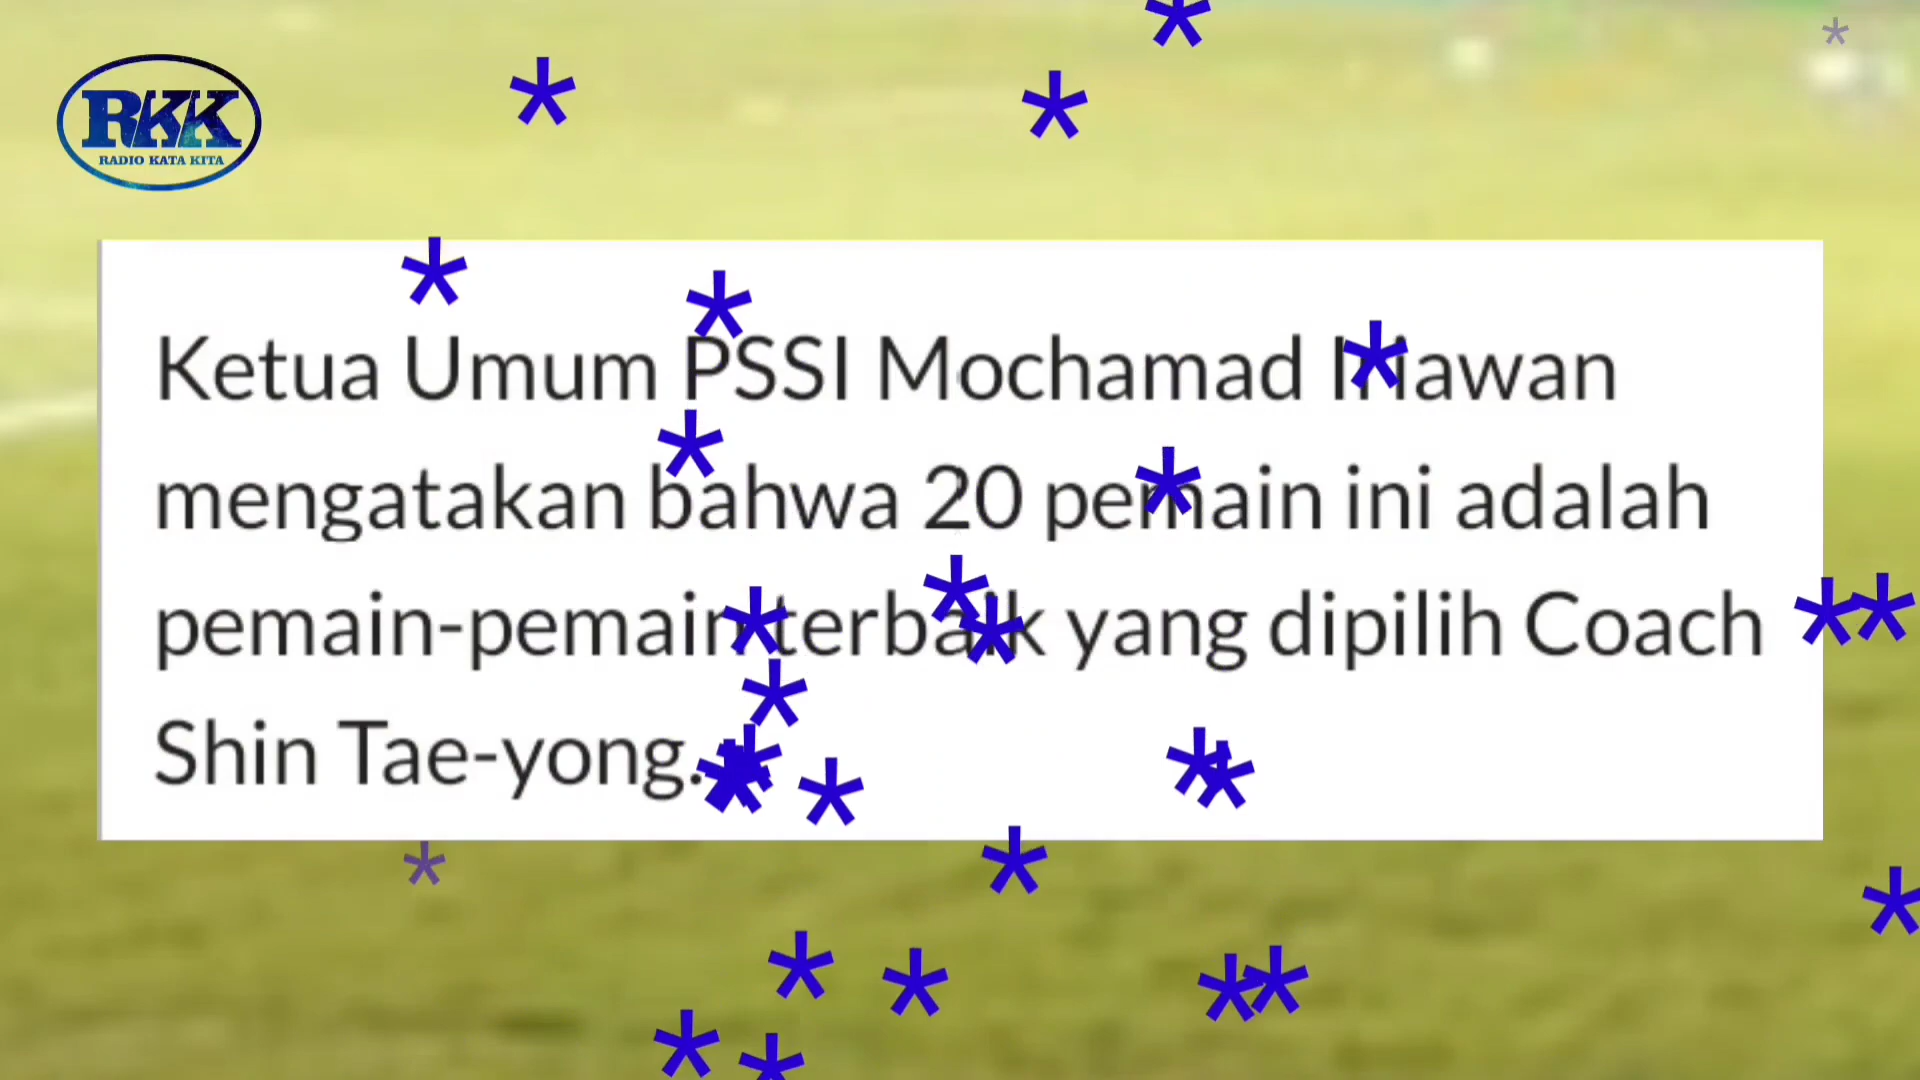 RKK
RADIO KATA KITA
Ketua Umum PSSI Mochamad Iriawan
mengatakan bahwa 20 pemain ini adalah
pemain-pemain terbaik yang dipilih Coach
Shin Tae-yong.